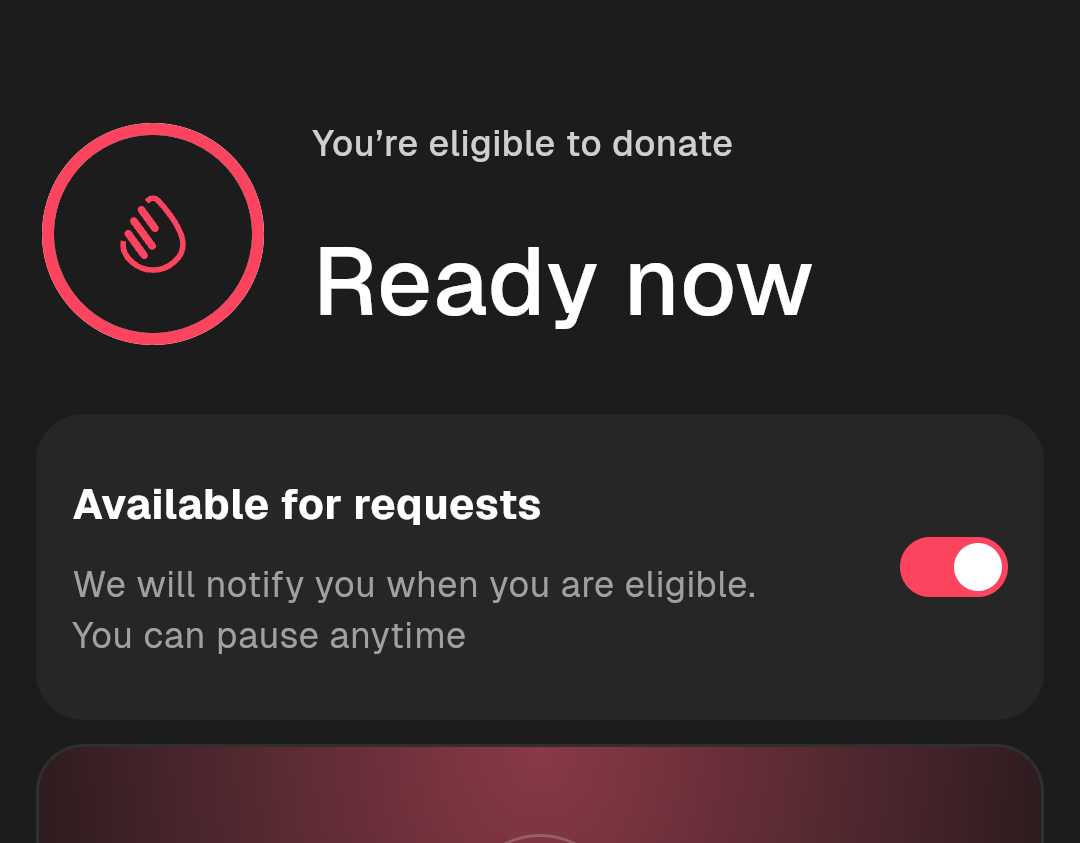 You’re eligible to donate
Ready now
Available for requests
We will notify you when you are eligible.
You can pause anytime